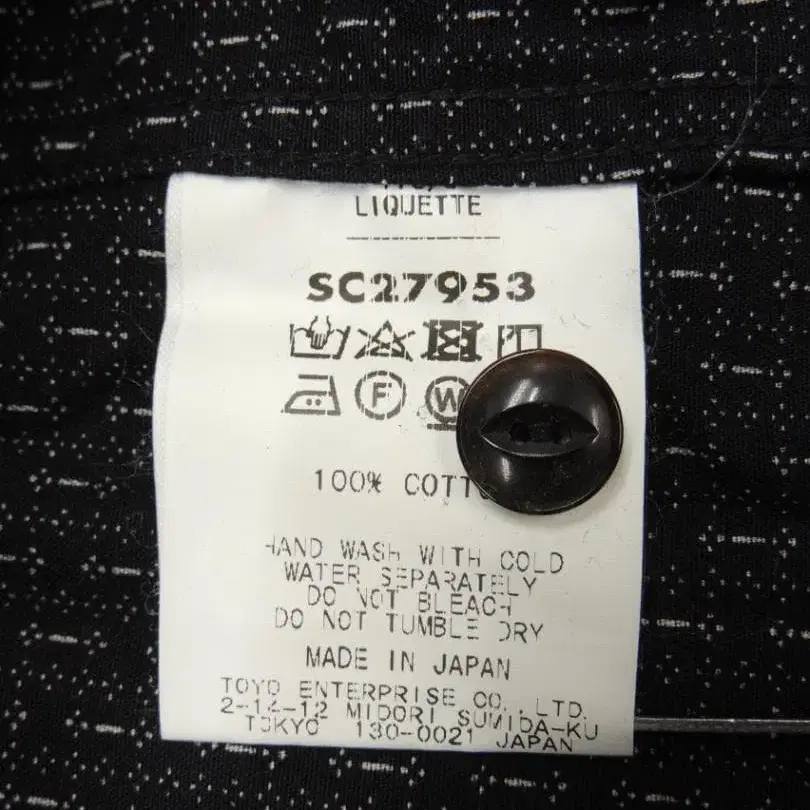 LIQUETTE
SC27953
F W
100% COTTO
HAND WASH WITH COLD
WATER SEPARATELY
DO NOT BLEACH
DO NOT TUMBLE DRY
MADE IN JAPAN
TOYO ENTERPRISE CO.,LTD.
2-14-12 MIDORI SUMIDA-KU
TOKYO 130-0021 JAPAN